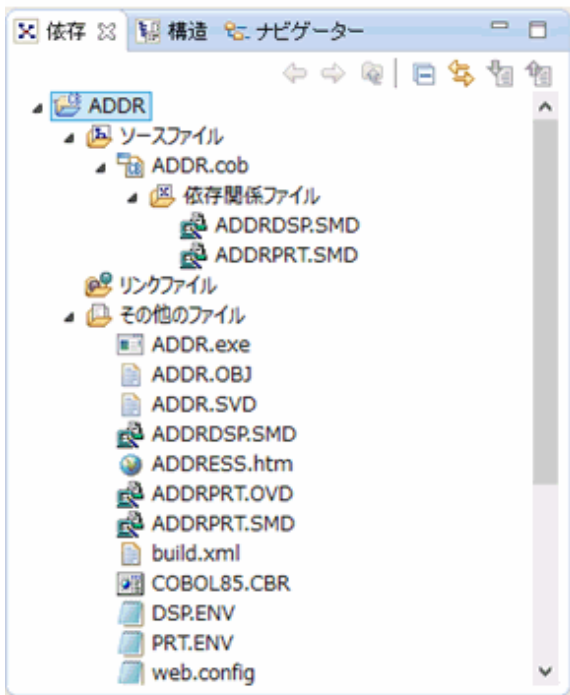 依存 構造 ナビゲーター
ADDR
ソースファイル
ADDR.cob
依存関係ファイル
ADDRDSP.SMD
ADDRPRT.SMD
リンクファイル
その他のファイル
ADDR.exe
ADDR.OBJ
ADDR.SVD
ADDRDSP.SMD
ADDRESS.htm
ADDRPRT.OVD
ADDRPRT.SMD
build.xml
COBOL85.CBR
DSP.ENV
PRT.ENV
web.config